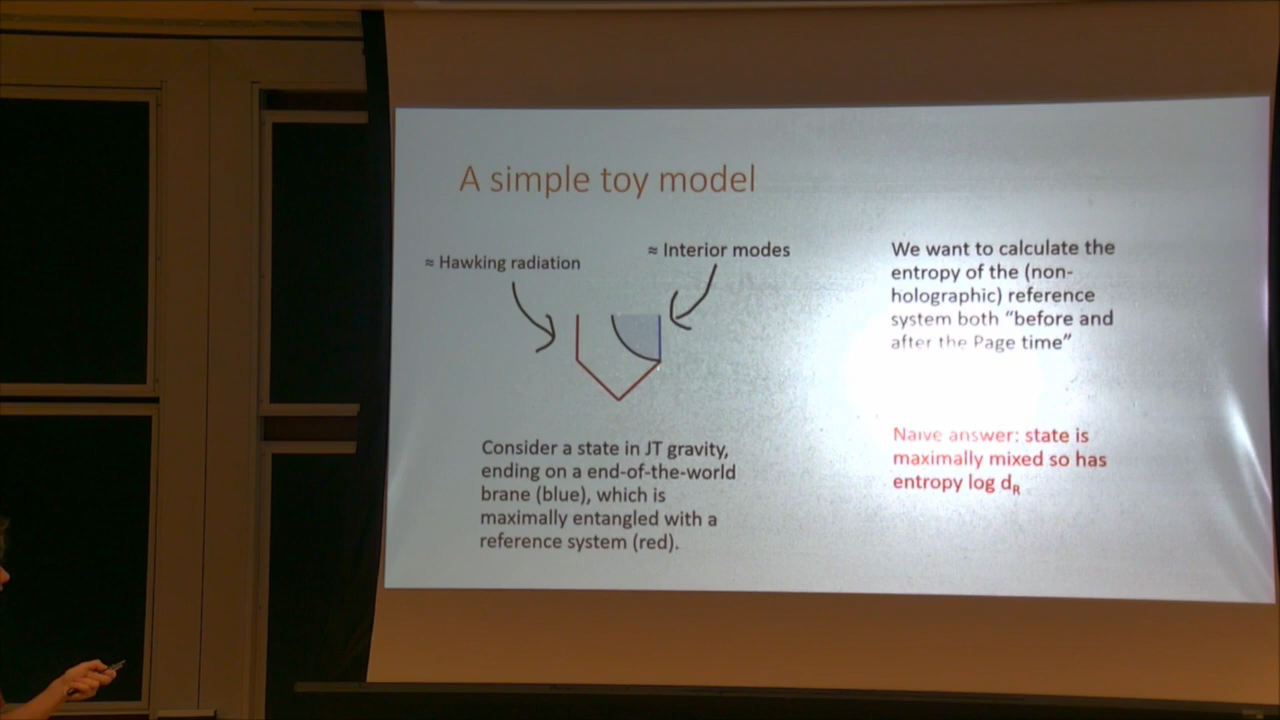 A simple toy model
≈ Hawking radiation
≈ Interior modes
Consider a state in JT gravity,
ending on a end-of-the-world
brane (blue), which is
maximally entangled with a
reference system (red).
We want to calculate the
entropy of the (non-
holographic) reference
system both “before and
after the Page time”
Naive answer: state is
maximally mixed so has
entropy log d_R